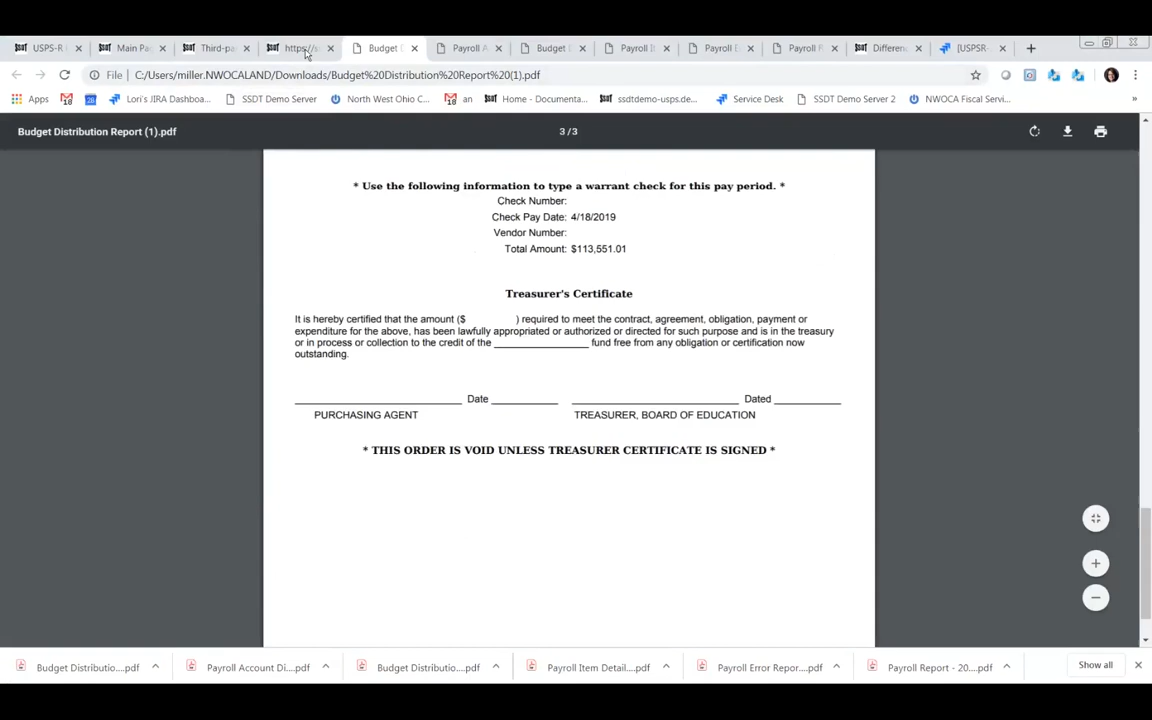 USPS-R
Main Pa
Third-pa
https://u
Budget
Payroll A
Budget
Payroll It
Payroll E
Payroll R
Differen
[USPSR-
File | C:/Users/miller.NWOCALAND/Downloads/Budget%20Distribution%20Report%20(1).pdf
Apps
18
Lori's JIRA Dashboa...
SSDT Demo Server
North West Ohio C...
18
an
Home - Documenta...
ssdtdemo-usps.de...
Service Desk
SSDT Demo Server 2
NWOCA Fiscal Servi...
»
Budget Distribution Report (1).pdf
3 / 3
* Use the following information to type a warrant check for this pay period. *
Check Number:
Check Pay Date: 4/18/2019
Vendor Number:
Total Amount: $113,551.01
Treasurer's Certificate
It is hereby certified that the amount ($ ) required to meet the contract, agreement, obligation, payment or
expenditure for the above, has been lawfully appropriated or authorized or directed for such purpose and is in the treasury
or in process or collection to the credit of the ________________ fund free from any obligation or certification now
outstanding.
____________________________ Date ___________ ____________________________ Dated ___________
PURCHASING AGENT TREASURER, BOARD OF EDUCATION
* THIS ORDER IS VOID UNLESS TREASURER CERTIFICATE IS SIGNED *
Budget Distributio....pdf
Payroll Account Di....pdf
Budget Distributio....pdf
Payroll Item Detail....pdf
Payroll Error Repor....pdf
Payroll Report - 20....pdf
Show all